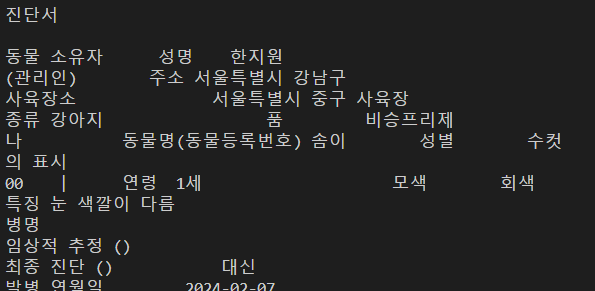 진단서
동물 소유자 성명 한지원
(관리인) 주소 서울특별시 강남구
사육장소 서울특별시 중구 사육장
종류 강아지 품 비승프리제
나 동물명(동물등록번호) 솜이 성별 수컷
의 표시
00 | 연령 1세 모색 회색
특징 눈 색깔이 다름
병명
임상적 추정 ()
최종 진단 () 대신
발병 연월일 2024-02-07